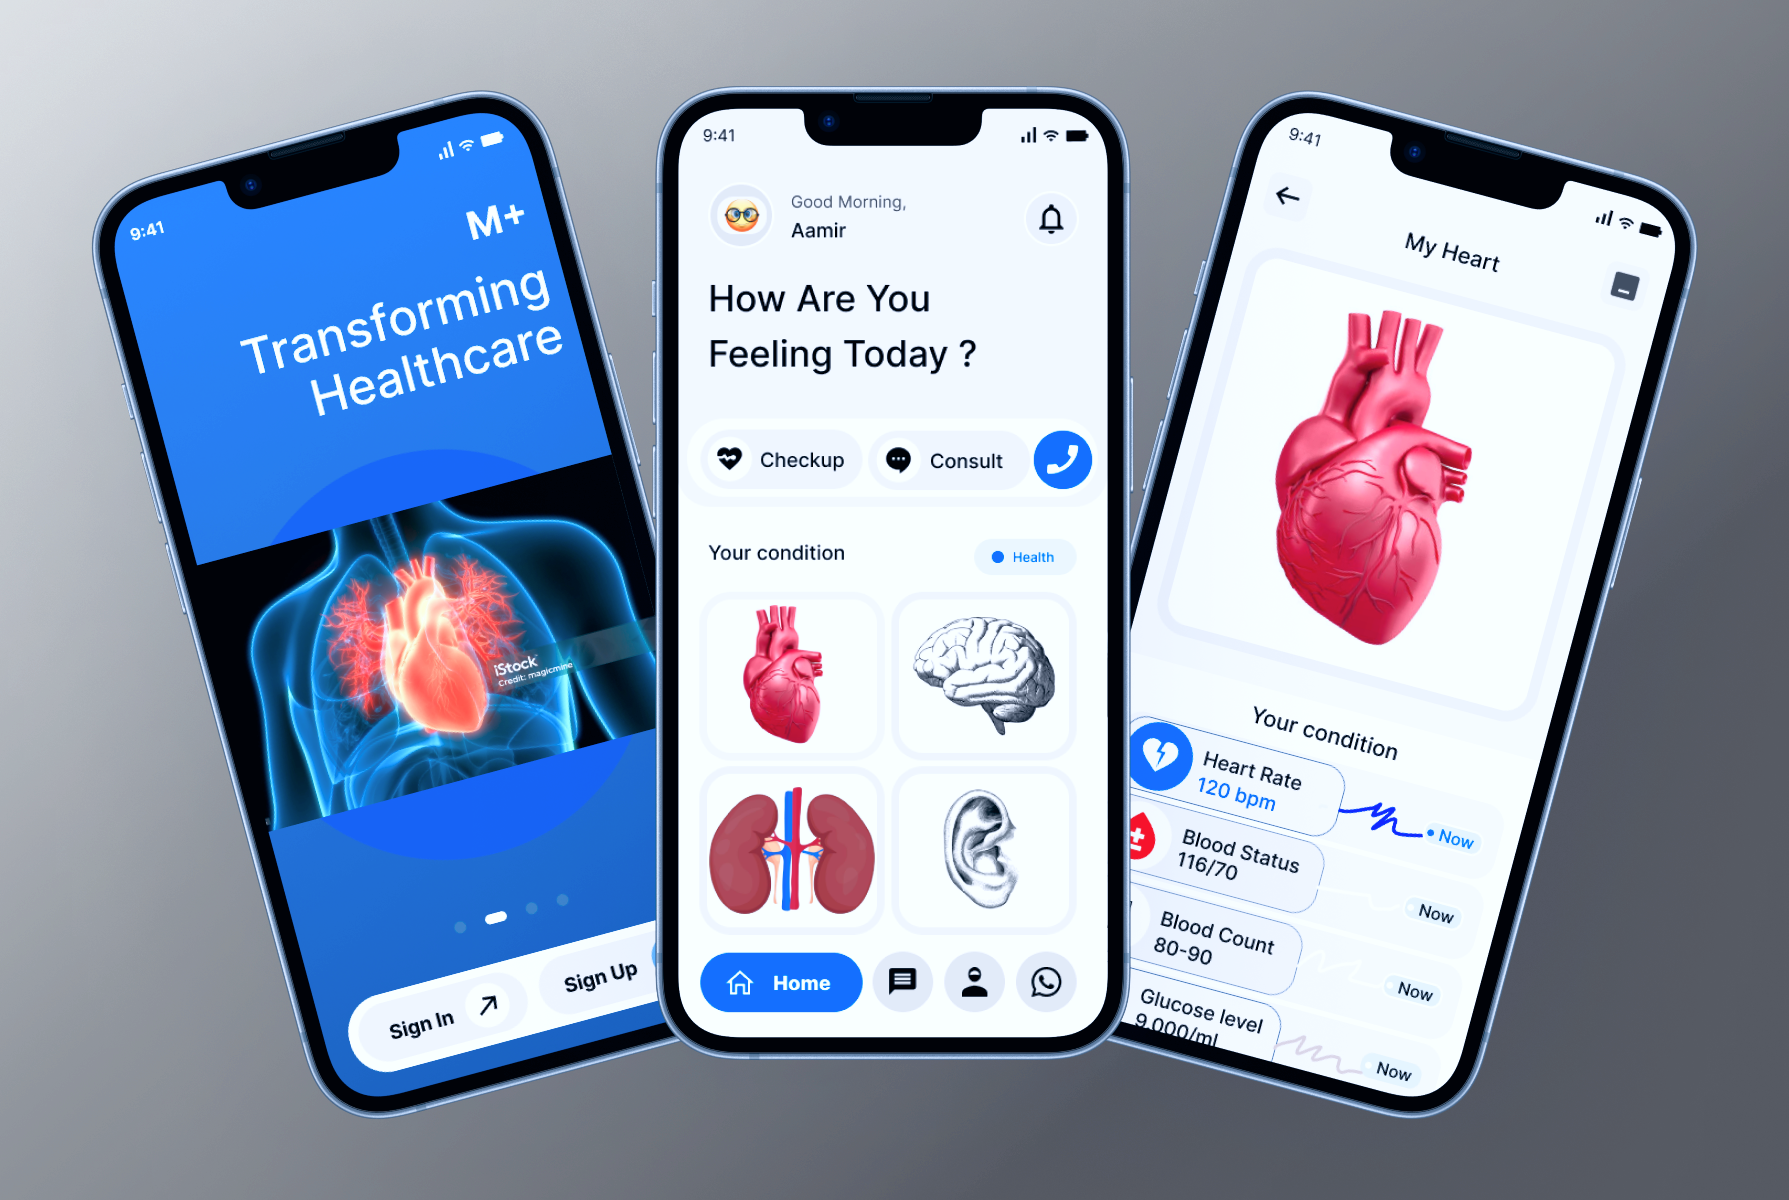 9:41
M+
Transforming
Healthcare
iStock
Credit: magicmine
Sign In
Sign Up
9:41
Good Morning,
Aamir
How Are You
Feeling Today ?
Checkup
Consult
Your condition
Health
Home
9:41
My Heart
Your condition
Heart Rate
120 bpm
Now
Blood Status
116/70
Now
Blood Count
80-90
Now
Glucose level
9,000/ml
Now